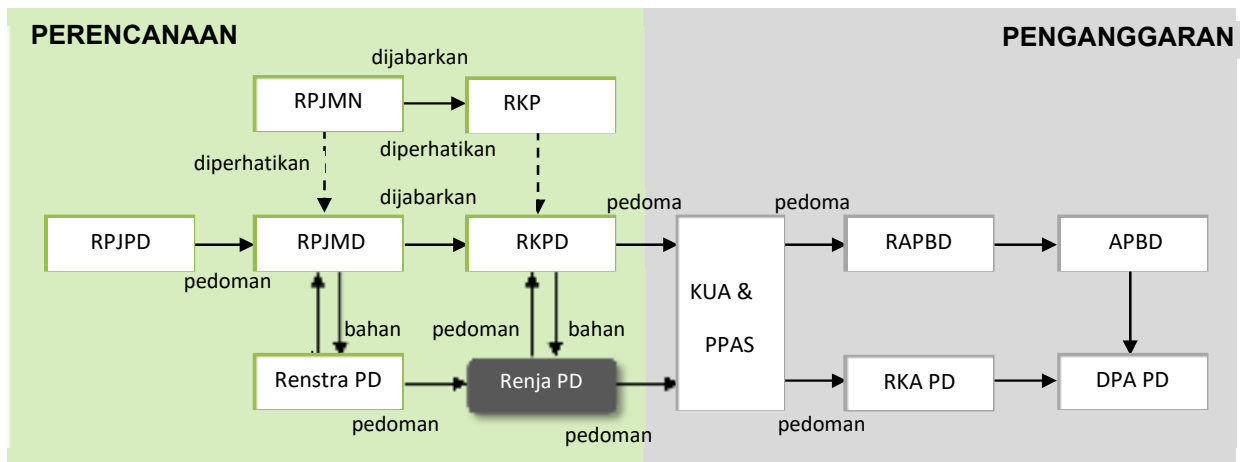 PERENCANAAN
PENGANGGARAN
dijabarkan
RPJMN
RKP
diperhatikan
diperhatikan
dijabarkan
pedoma
pedoma
RPJPD
RPJMD
RKPD
RAPBD
APBD
pedoman
KUA &
PPAS
bahan
pedoman
bahan
Renstra PD
Renja PD
RKA PD
DPA PD
pedoman
pedoman
pedoman